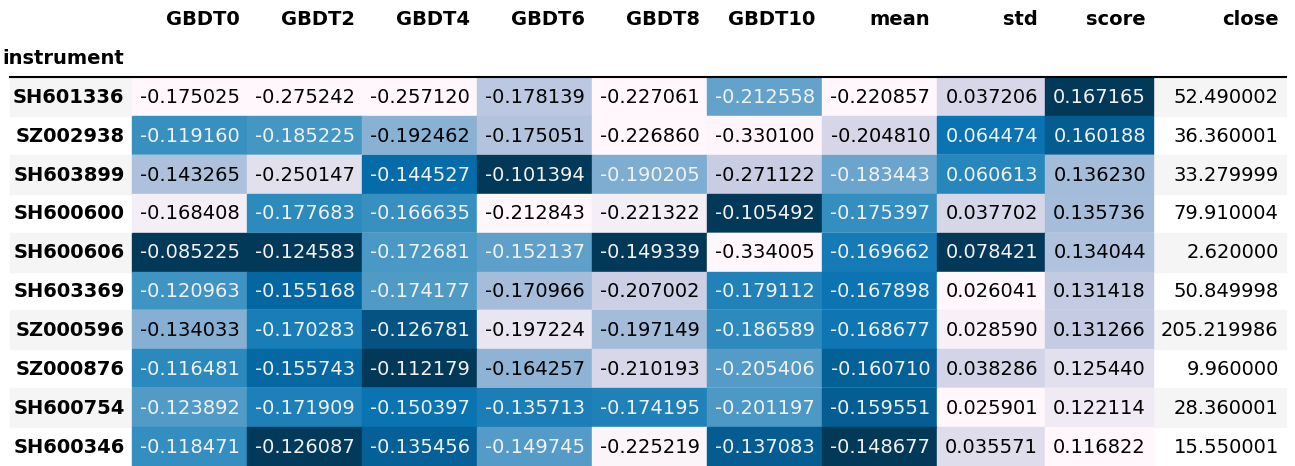 GBDT0 GBDT2 GBDT4 GBDT6 GBDT8 GBDT10 mean std score close
instrument
SH601336 -0.175025 -0.275242 -0.257120 -0.178139 -0.227061 -0.212558 -0.220857 0.037206 0.167165 52.490002
SZ002938 -0.119160 -0.185225 -0.192462 -0.175051 -0.226860 -0.330100 -0.204810 0.064474 0.160188 36.360001
SH603899 -0.143265 -0.250147 -0.144527 -0.101394 -0.190205 -0.271122 -0.183443 0.060613 0.136230 33.279999
SH600600 -0.168408 -0.177683 -0.166635 -0.212843 -0.221322 -0.105492 -0.175397 0.037702 0.135736 79.910004
SH600606 -0.085225 -0.124583 -0.172681 -0.152137 -0.149339 -0.334005 -0.169662 0.078421 0.134044 2.620000
SH603369 -0.120963 -0.155168 -0.174177 -0.170966 -0.207002 -0.179112 -0.167898 0.026041 0.131418 50.849998
SZ000596 -0.134033 -0.170283 -0.126781 -0.197224 -0.197149 -0.186589 -0.168677 0.028590 0.131266 205.219986
SZ000876 -0.116481 -0.155743 -0.112179 -0.164257 -0.210193 -0.205406 -0.160710 0.038286 0.125440 9.960000
SH600754 -0.123892 -0.171909 -0.150397 -0.135713 -0.174195 -0.201197 -0.159551 0.025901 0.122114 28.360001
SH600346 -0.118471 -0.126087 -0.135456 -0.149745 -0.225219 -0.137083 -0.148677 0.035571 0.116822 15.550001